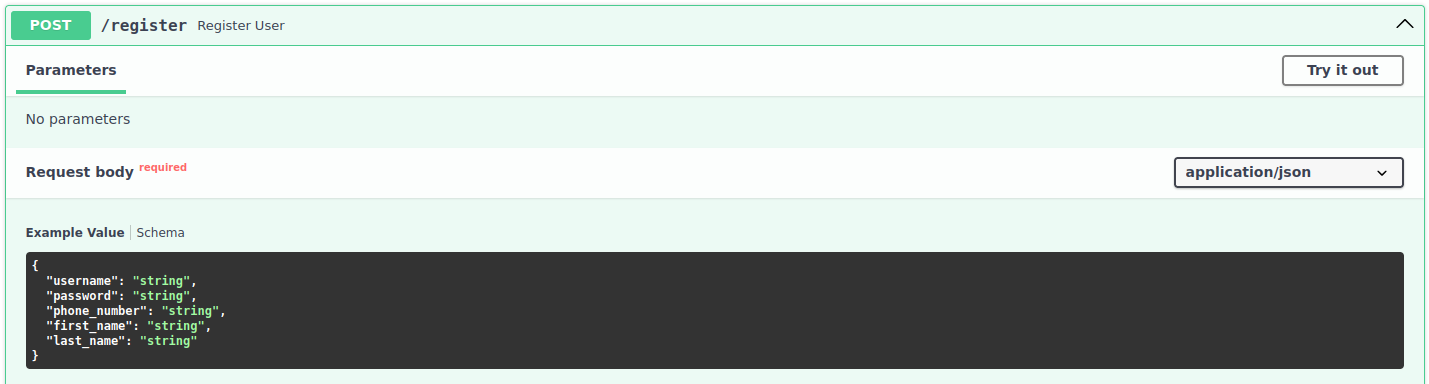 POST /register Register User
Parameters Try it out
No parameters
Request body required application/json
Example Value Schema
{
  "username": "string",
  "password": "string",
  "phone_number": "string",
  "first_name": "string",
  "last_name": "string"
}